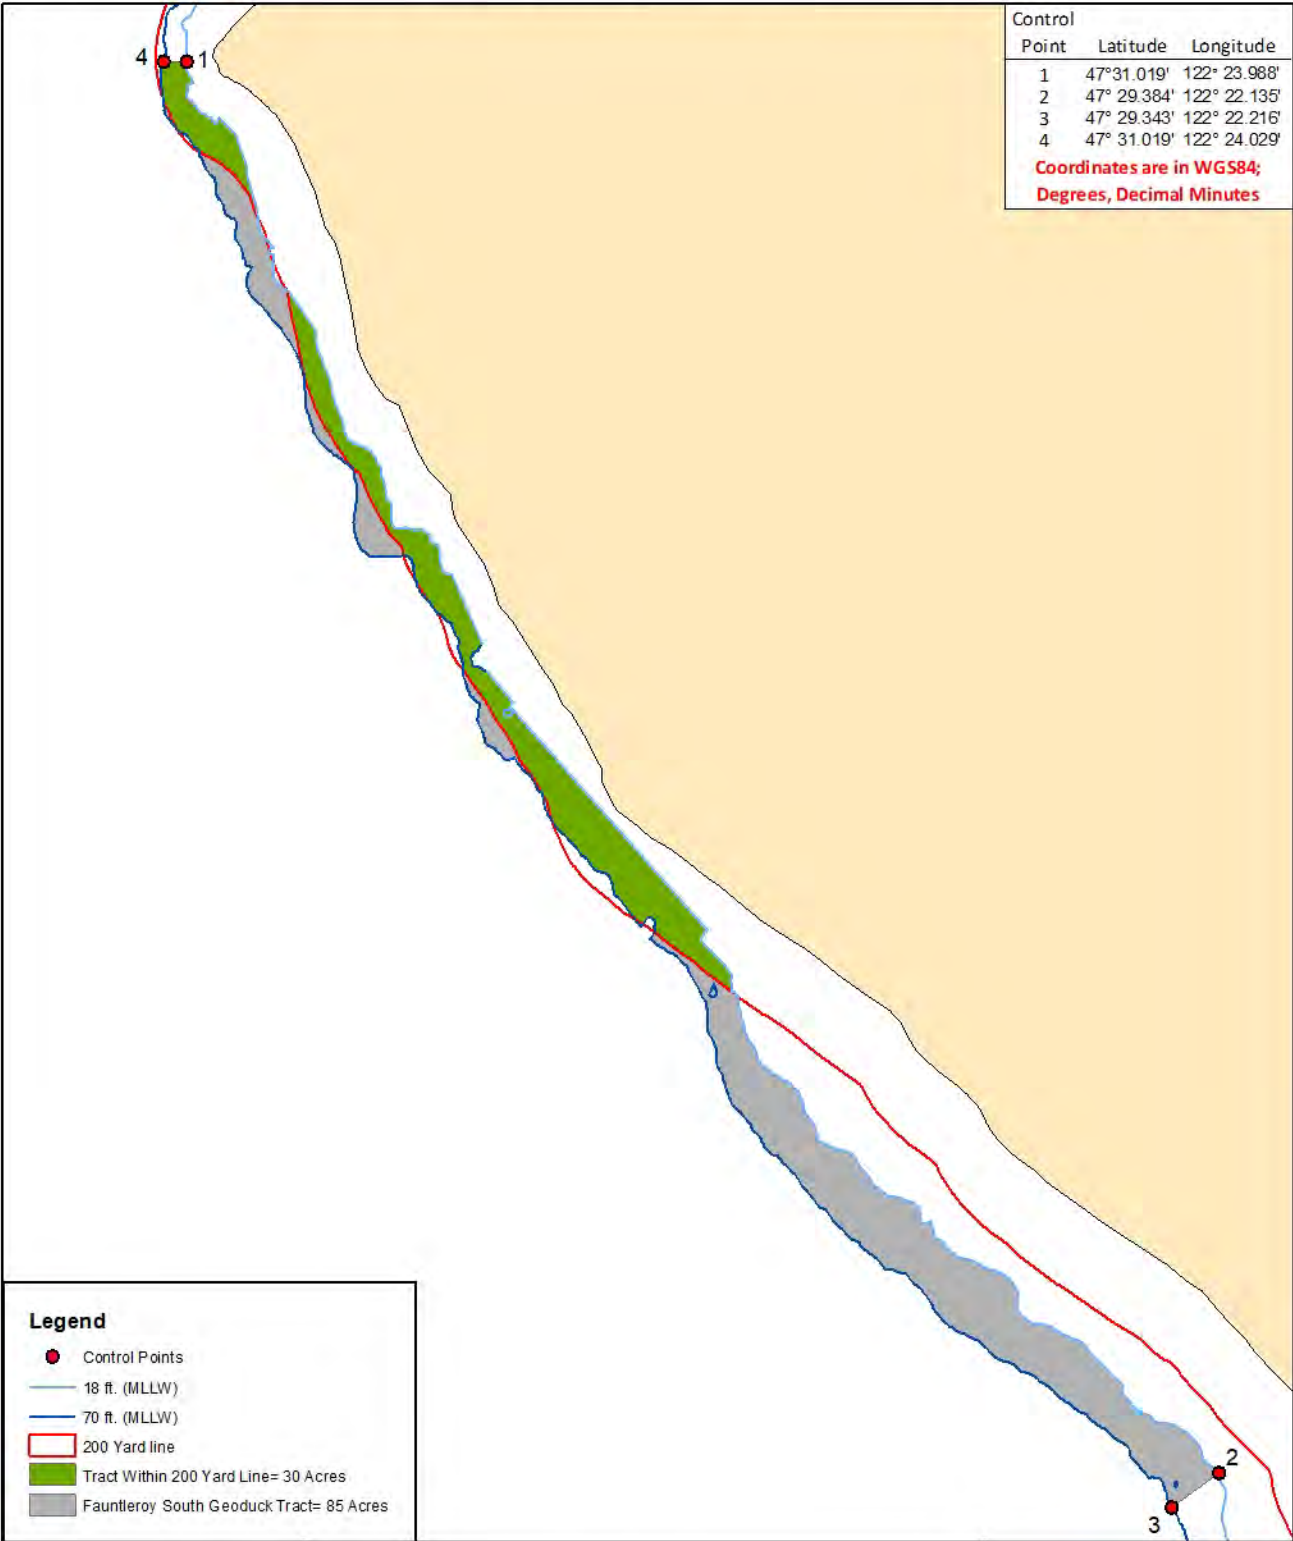 Control
Point Latitude Longitude
1 47°31.019' 122° 23.988'
2 47° 29.384' 122° 22.135'
3 47° 29.343' 122° 22.216'
4 47° 31.019' 122° 24.029'
Coordinates are in WGS84;
Degrees, Decimal Minutes
4 1
2
3
Legend
Control Points
18 ft. (MLLW)
70 ft. (MLLW)
200 Yard line
Tract Within 200 Yard Line= 30 Acres
Fauntleroy South Geoduck Tract= 85 Acres